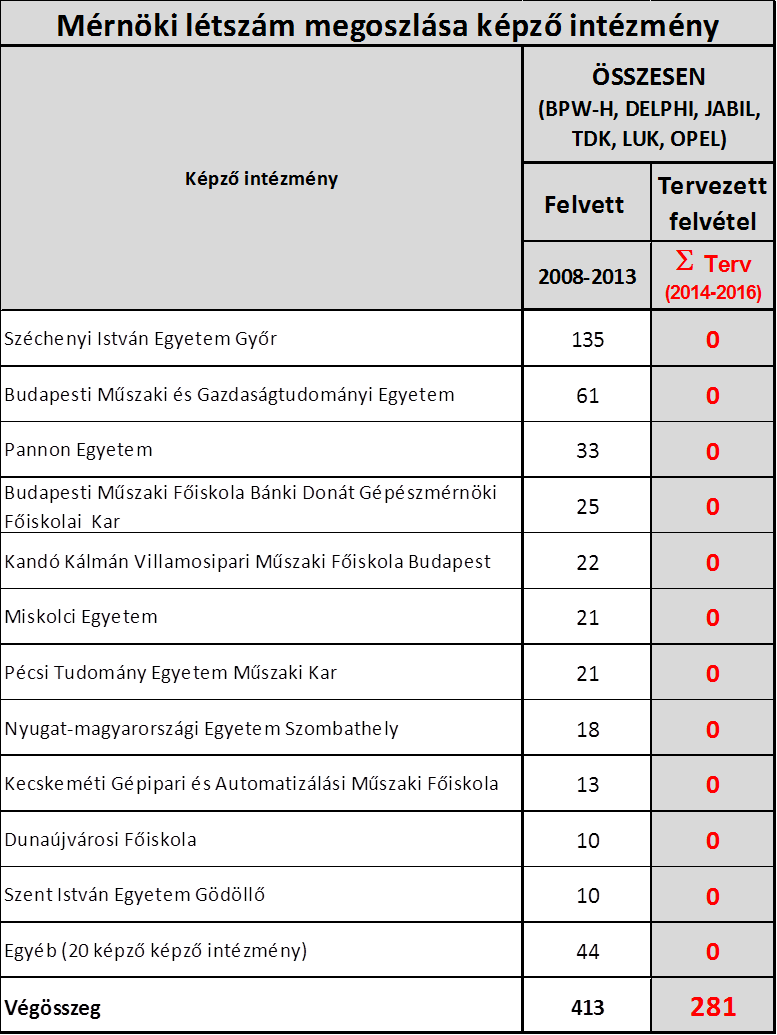 Mérnöki létszám megoszlása képző intézmény
Képző intézmény
ÖSSZESEN
(BPW-H, DELPHI, JABIL,
TDK, LUK, OPEL)
Felvett
Tervezett
felvétel
2008-2013
Σ Terv
(2014-2016)
Széchenyi István Egyetem Győr 135 0
Budapesti Műszaki és Gazdaságtudományi Egyetem 61 0
Pannon Egyetem 33 0
Budapesti Műszaki Főiskola Bánki Donát Gépészmérnöki
Főiskolai Kar 25 0
Kandó Kálmán Villamosipari Műszaki Főiskola Budapest 22 0
Miskolci Egyetem 21 0
Pécsi Tudomány Egyetem Műszaki Kar 21 0
Nyugat-magyarországi Egyetem Szombathely 18 0
Kecskeméti Gépipari és Automatizálási Műszaki Főiskola 13 0
Dunaújvárosi Főiskola 10 0
Szent István Egyetem Gödöllő 10 0
Egyéb (20 képző képző intézmény) 44 0
Végösszeg 413 281